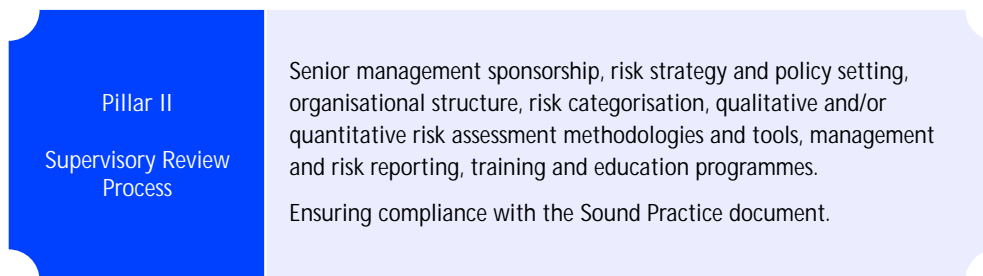 Pillar II
Supervisory Review
Process
Senior management sponsorship, risk strategy and policy setting,
organisational structure, risk categorisation, qualitative and/or
quantitative risk assessment methodologies and tools, management
and risk reporting, training and education programmes.
Ensuring compliance with the Sound Practice document.